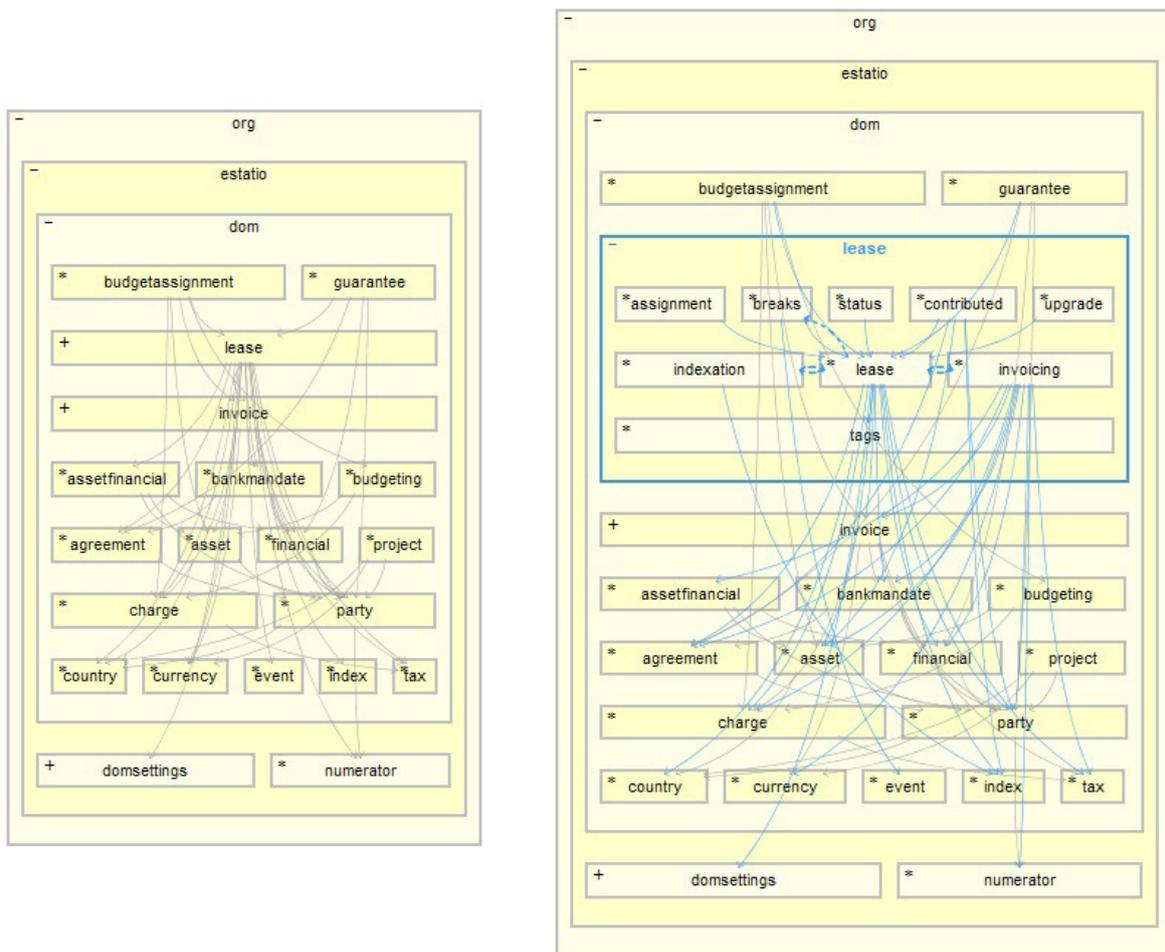 − org
− estatio
− dom
* budgetassignment * guarantee
+ lease
+ invoice
* assetfinancial * bankmandate * budgeting
* agreement * asset * financial * project
* charge * party
* country * currency * event * index * tax
+ domsettings * numerator
− org
− estatio
− dom
* budgetassignment * guarantee
− lease
* assignment * breaks * status * contributed * upgrade
* indexation * lease * invoicing
* tags
+ invoice
* assetfinancial * bankmandate * budgeting
* agreement * asset * financial * project
* charge * party
* country * currency * event * index * tax
+ domsettings * numerator